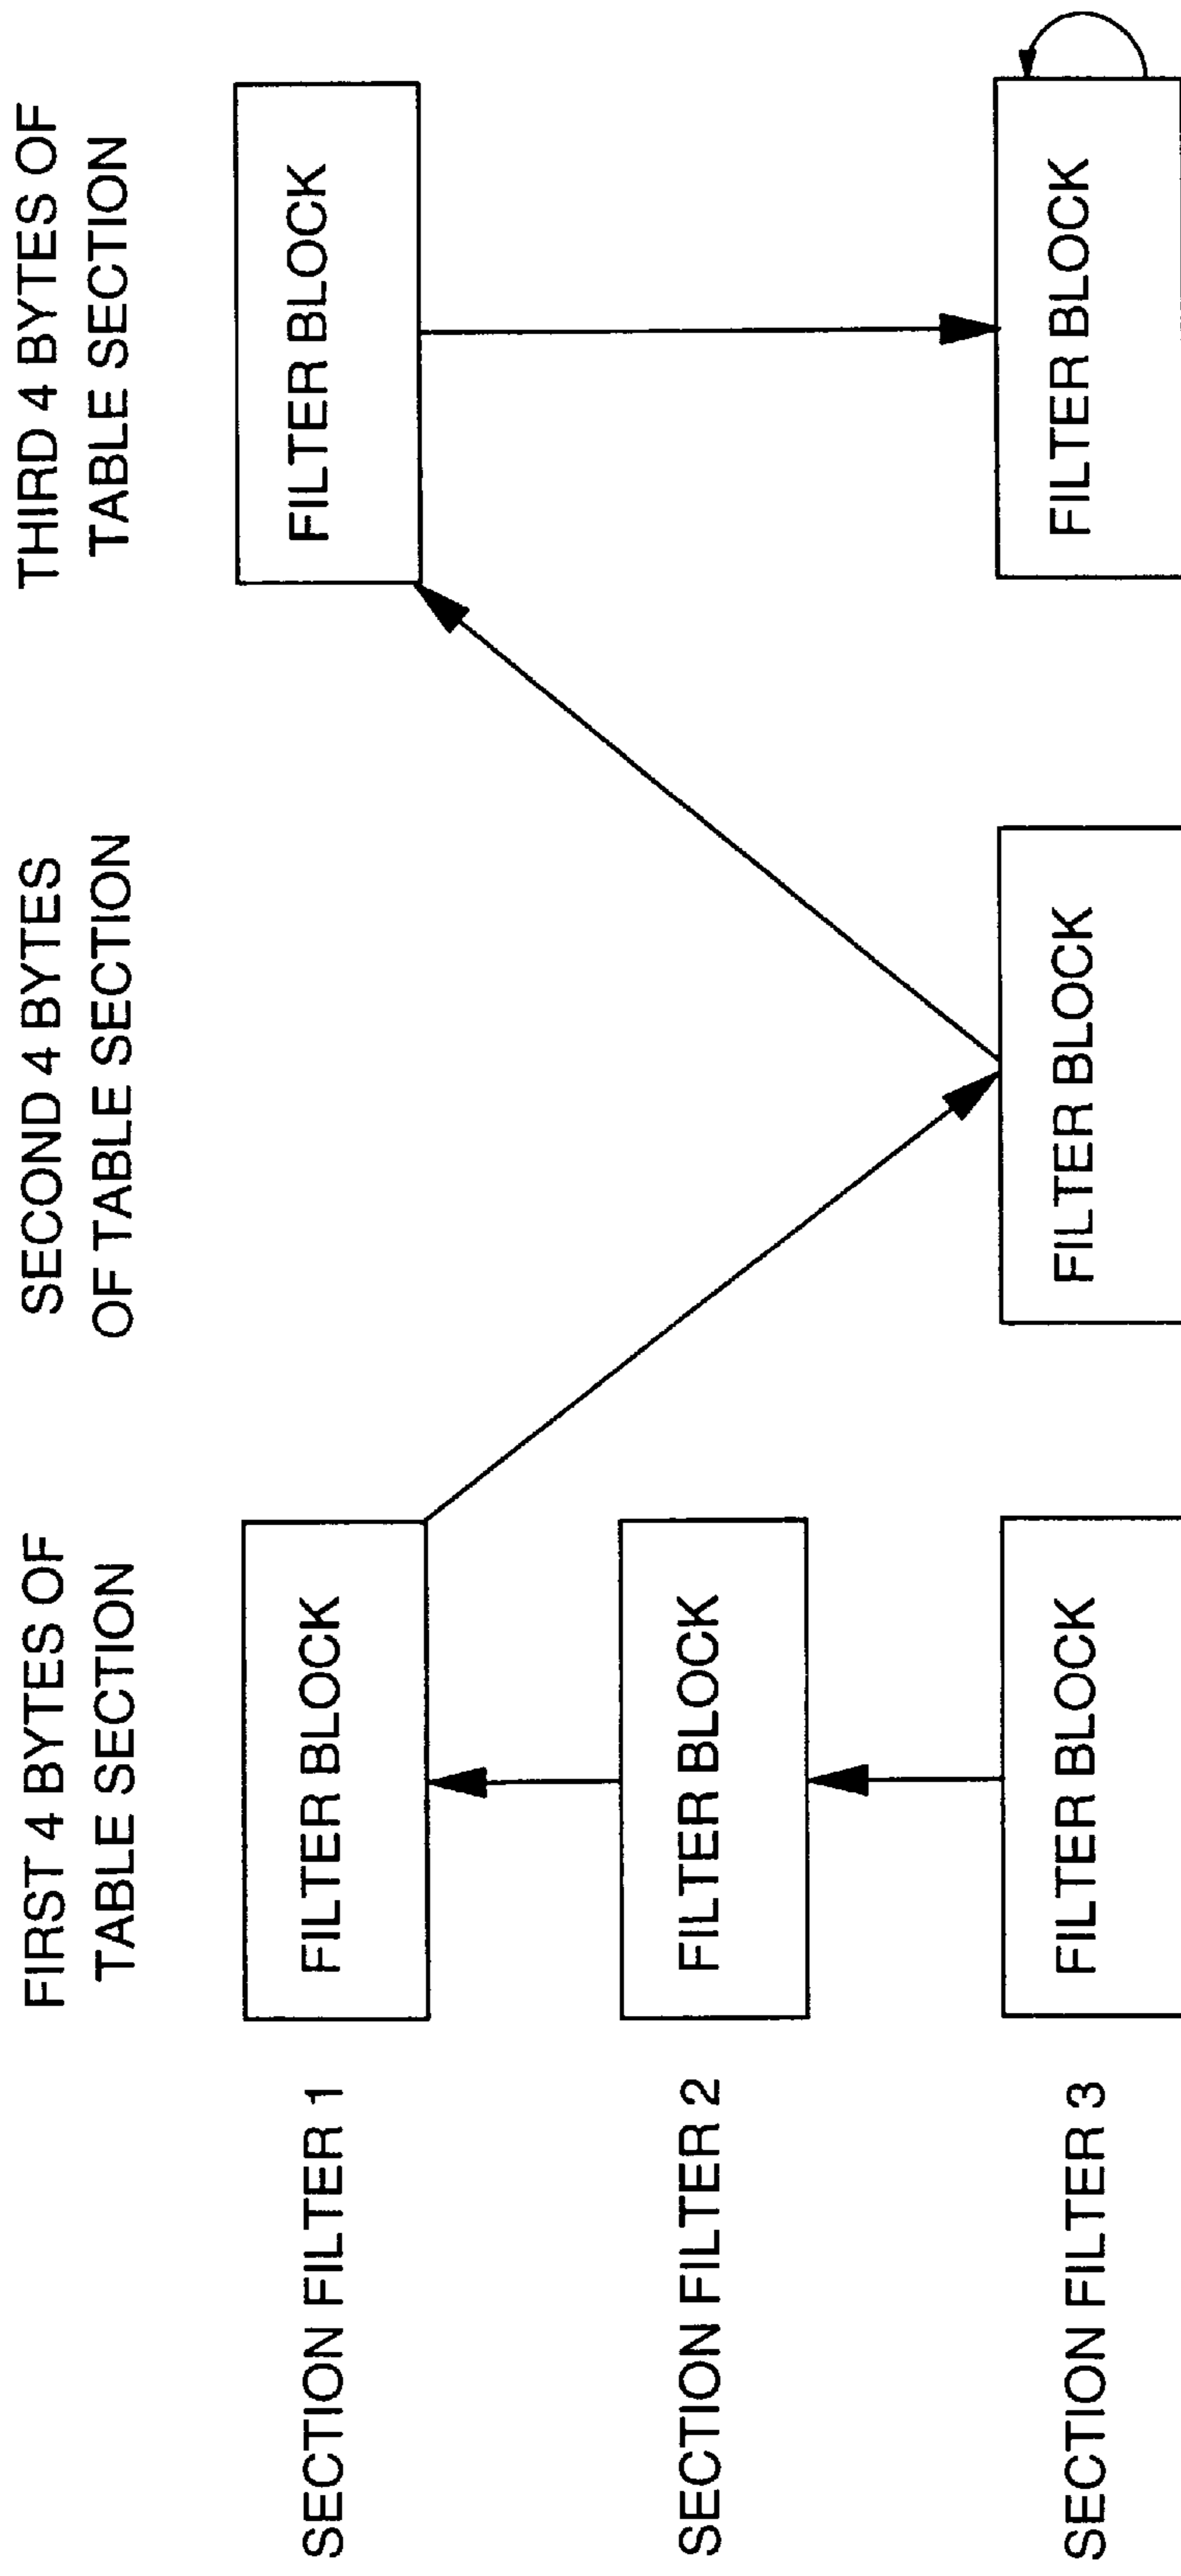 FIRST 4 BYTES OF
TABLE SECTION
SECOND 4 BYTES
OF TABLE SECTION
THIRD 4 BYTES OF
TABLE SECTION
SECTION FILTER 1
FILTER BLOCK
FILTER BLOCK
SECTION FILTER 2
FILTER BLOCK
SECTION FILTER 3
FILTER BLOCK
FILTER BLOCK
FILTER BLOCK